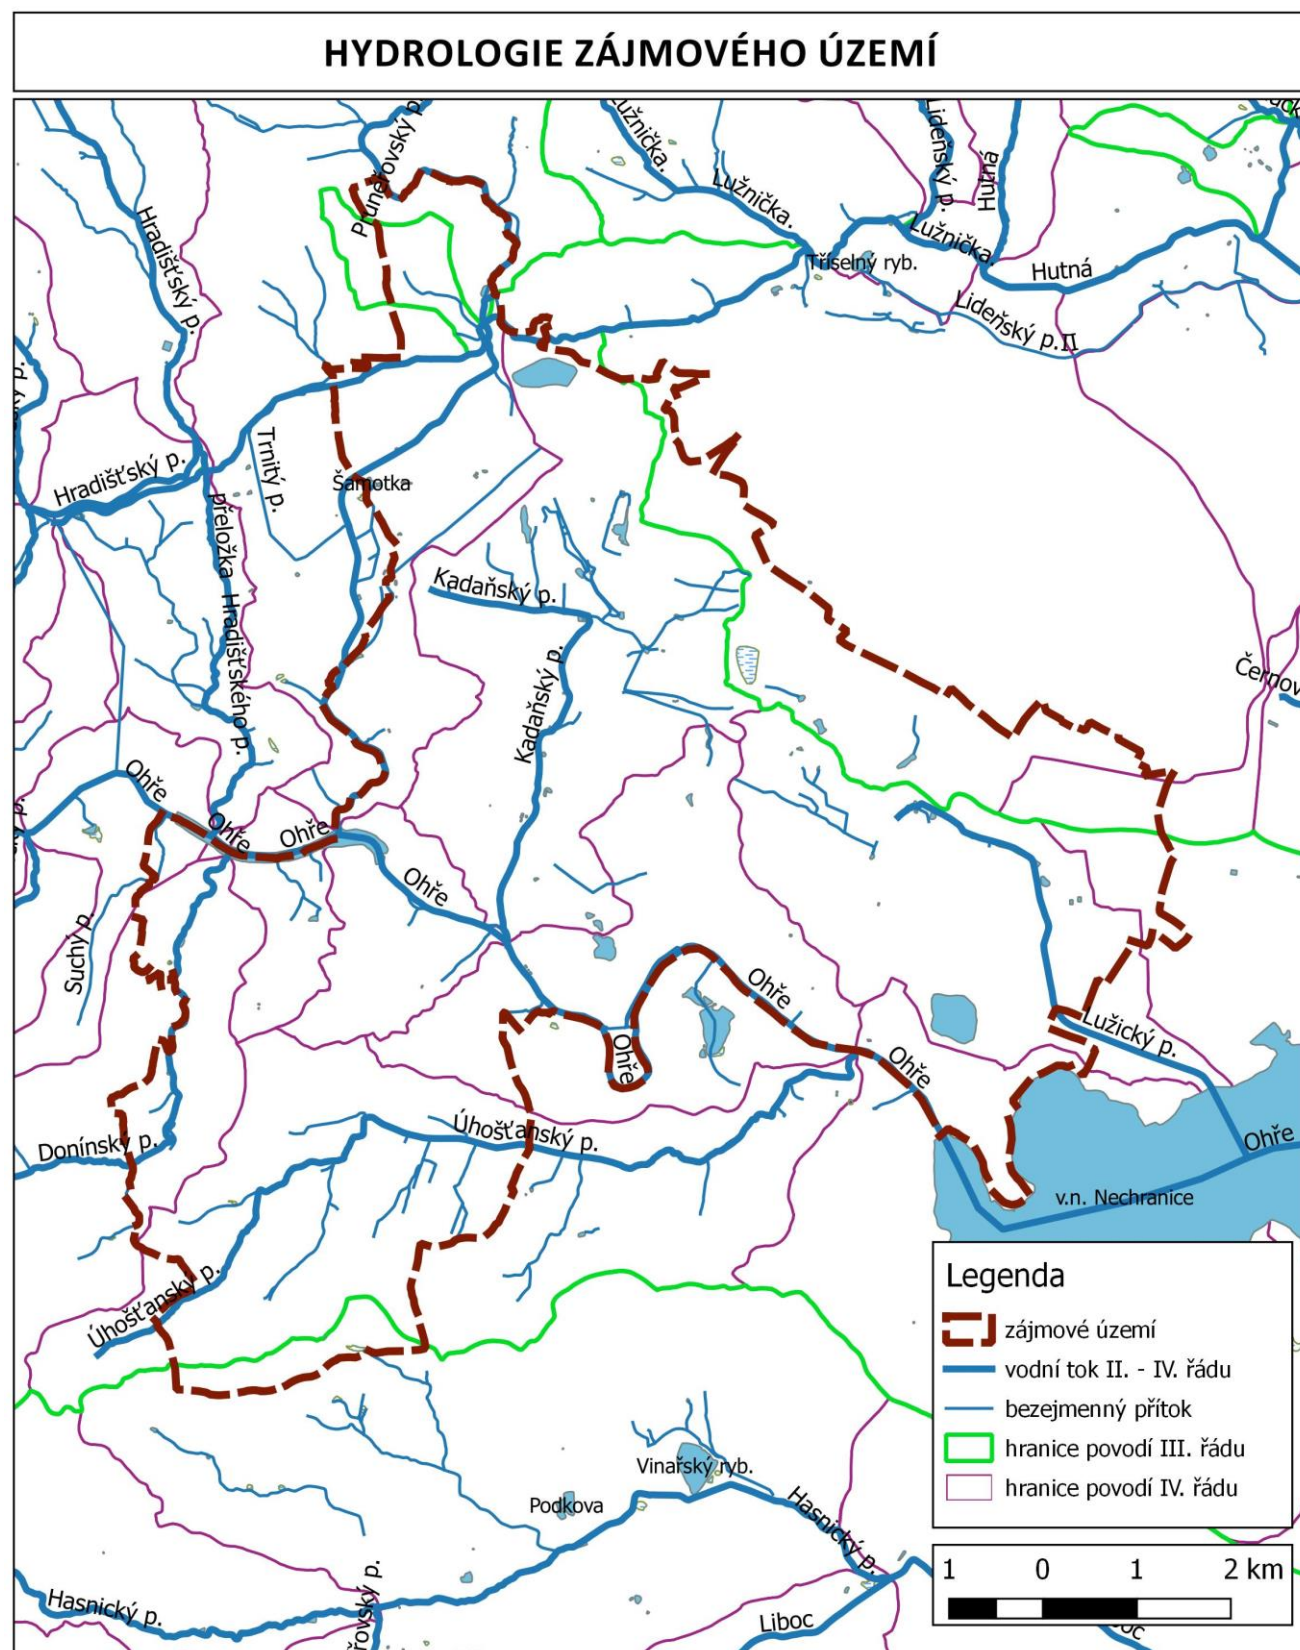 HYDROLOGIE ZÁJMOVÉHO ÚZEMÍ
Prunéřovský p.
Lužnička.
Lužnička.
Lideňský p.
Hutná
Lužnička.
Tříselný ryb.
Hutná
Lideňský p.II
Hradišťský p.
Hradišťský p.
Trnitý p.
Šamotka
přeložka Hradišťského p.
Kadaňský p.
Kadaňský p.
Ohře
Ohře
Ohře
Ohře
Suchý p.
Ohře
Ohře
Ohře
Lužický p.
Ohře
v.n. Nechranice
Donínský p.
Úhošťanský p.
Úhošťanský p.
Legenda
zájmové území
vodní tok II. - IV. řádu
bezejmenný přítok
hranice povodí III. řádu
hranice povodí IV. řádu
Vinařský ryb.
Podkova
Hasnický p.
Hasnický p.
Liboc
1 0 1 2 km